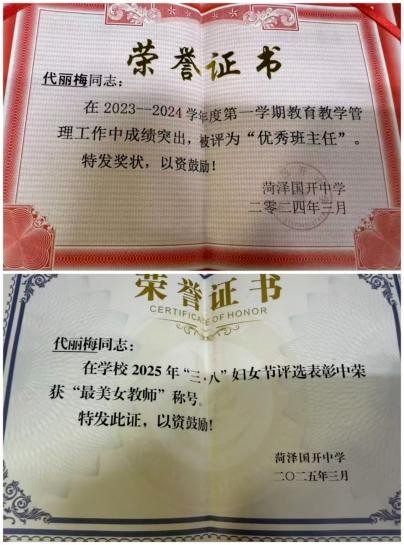 荣誉证书
代丽梅同志：
在2023—2024学年度第一学期教育教学管
理工作中成绩突出，被评为“优秀班主任”。
特发奖状，以资鼓励！
菏泽国开中学
二零二四年三月
荣誉证书
CERTIFICATE OF HONOR
代丽梅同志：
在学校2025年“三·八”妇女节评选表彰中荣
获“最美女教师”称号。
特发此证，以资鼓励！
菏泽国开中学
二〇二五年三月